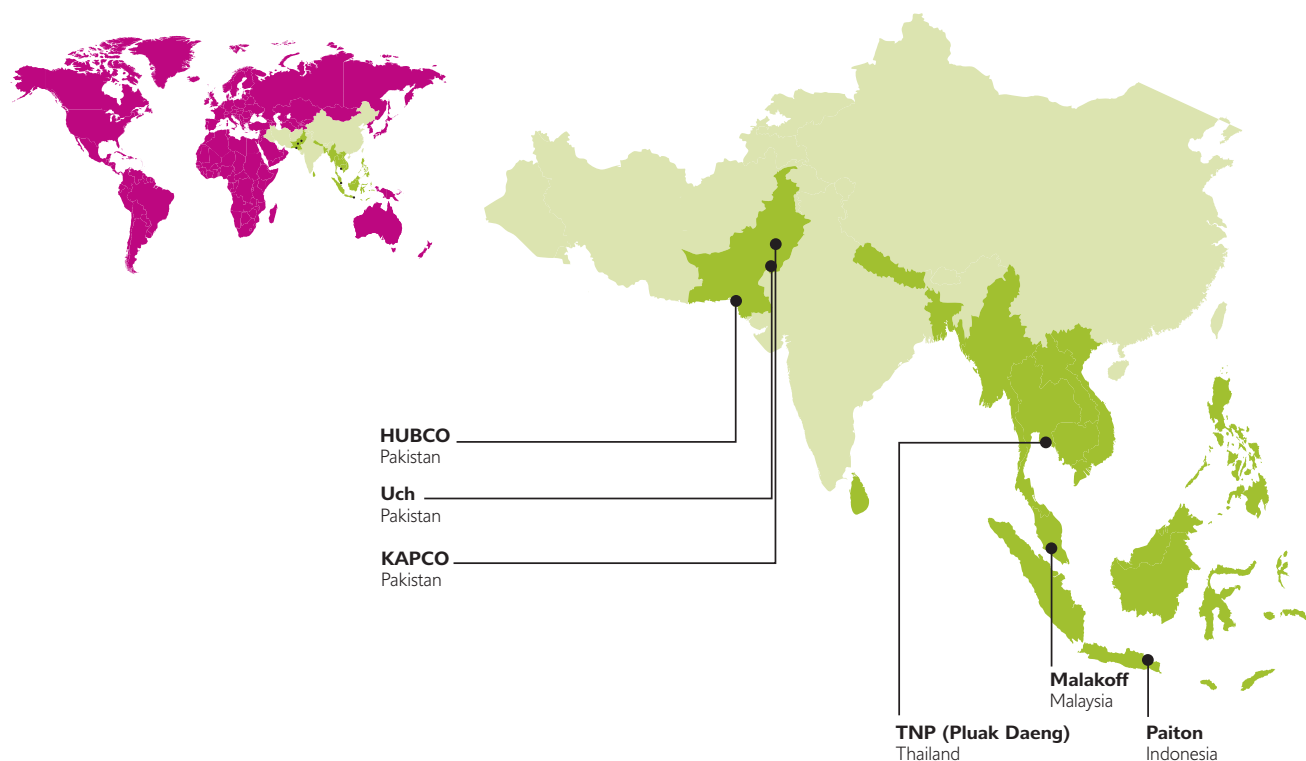 HUBCO
Pakistan
Uch
Pakistan
KAPCO
Pakistan
Malakoff
Malaysia
TNP (Pluak Daeng)
Thailand
Paiton
Indonesia